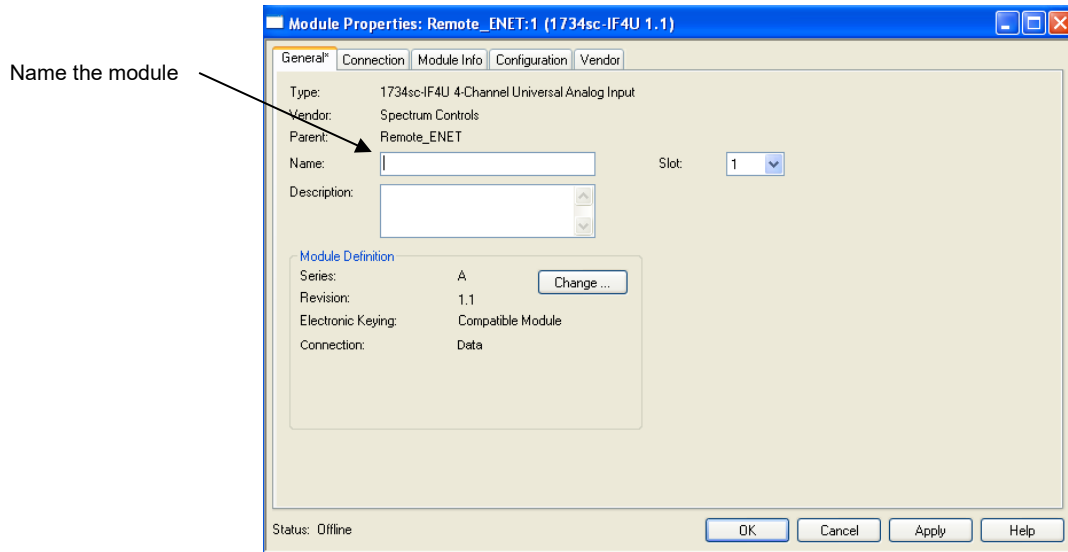 Name the module
Module Properties: Remote_ENET:1 (1734sc-IF4U 1.1)
General* Connection Module Info Configuration Vendor
Type: 1734sc-IF4U 4-Channel Universal Analog Input
Vendor: Spectrum Controls
Parent: Remote_ENET
Name: Slot: 1
Description:
Module Definition
Series: A Change ...
Revision: 1.1
Electronic Keying: Compatible Module
Connection: Data
Status: Offline OK Cancel Apply Help